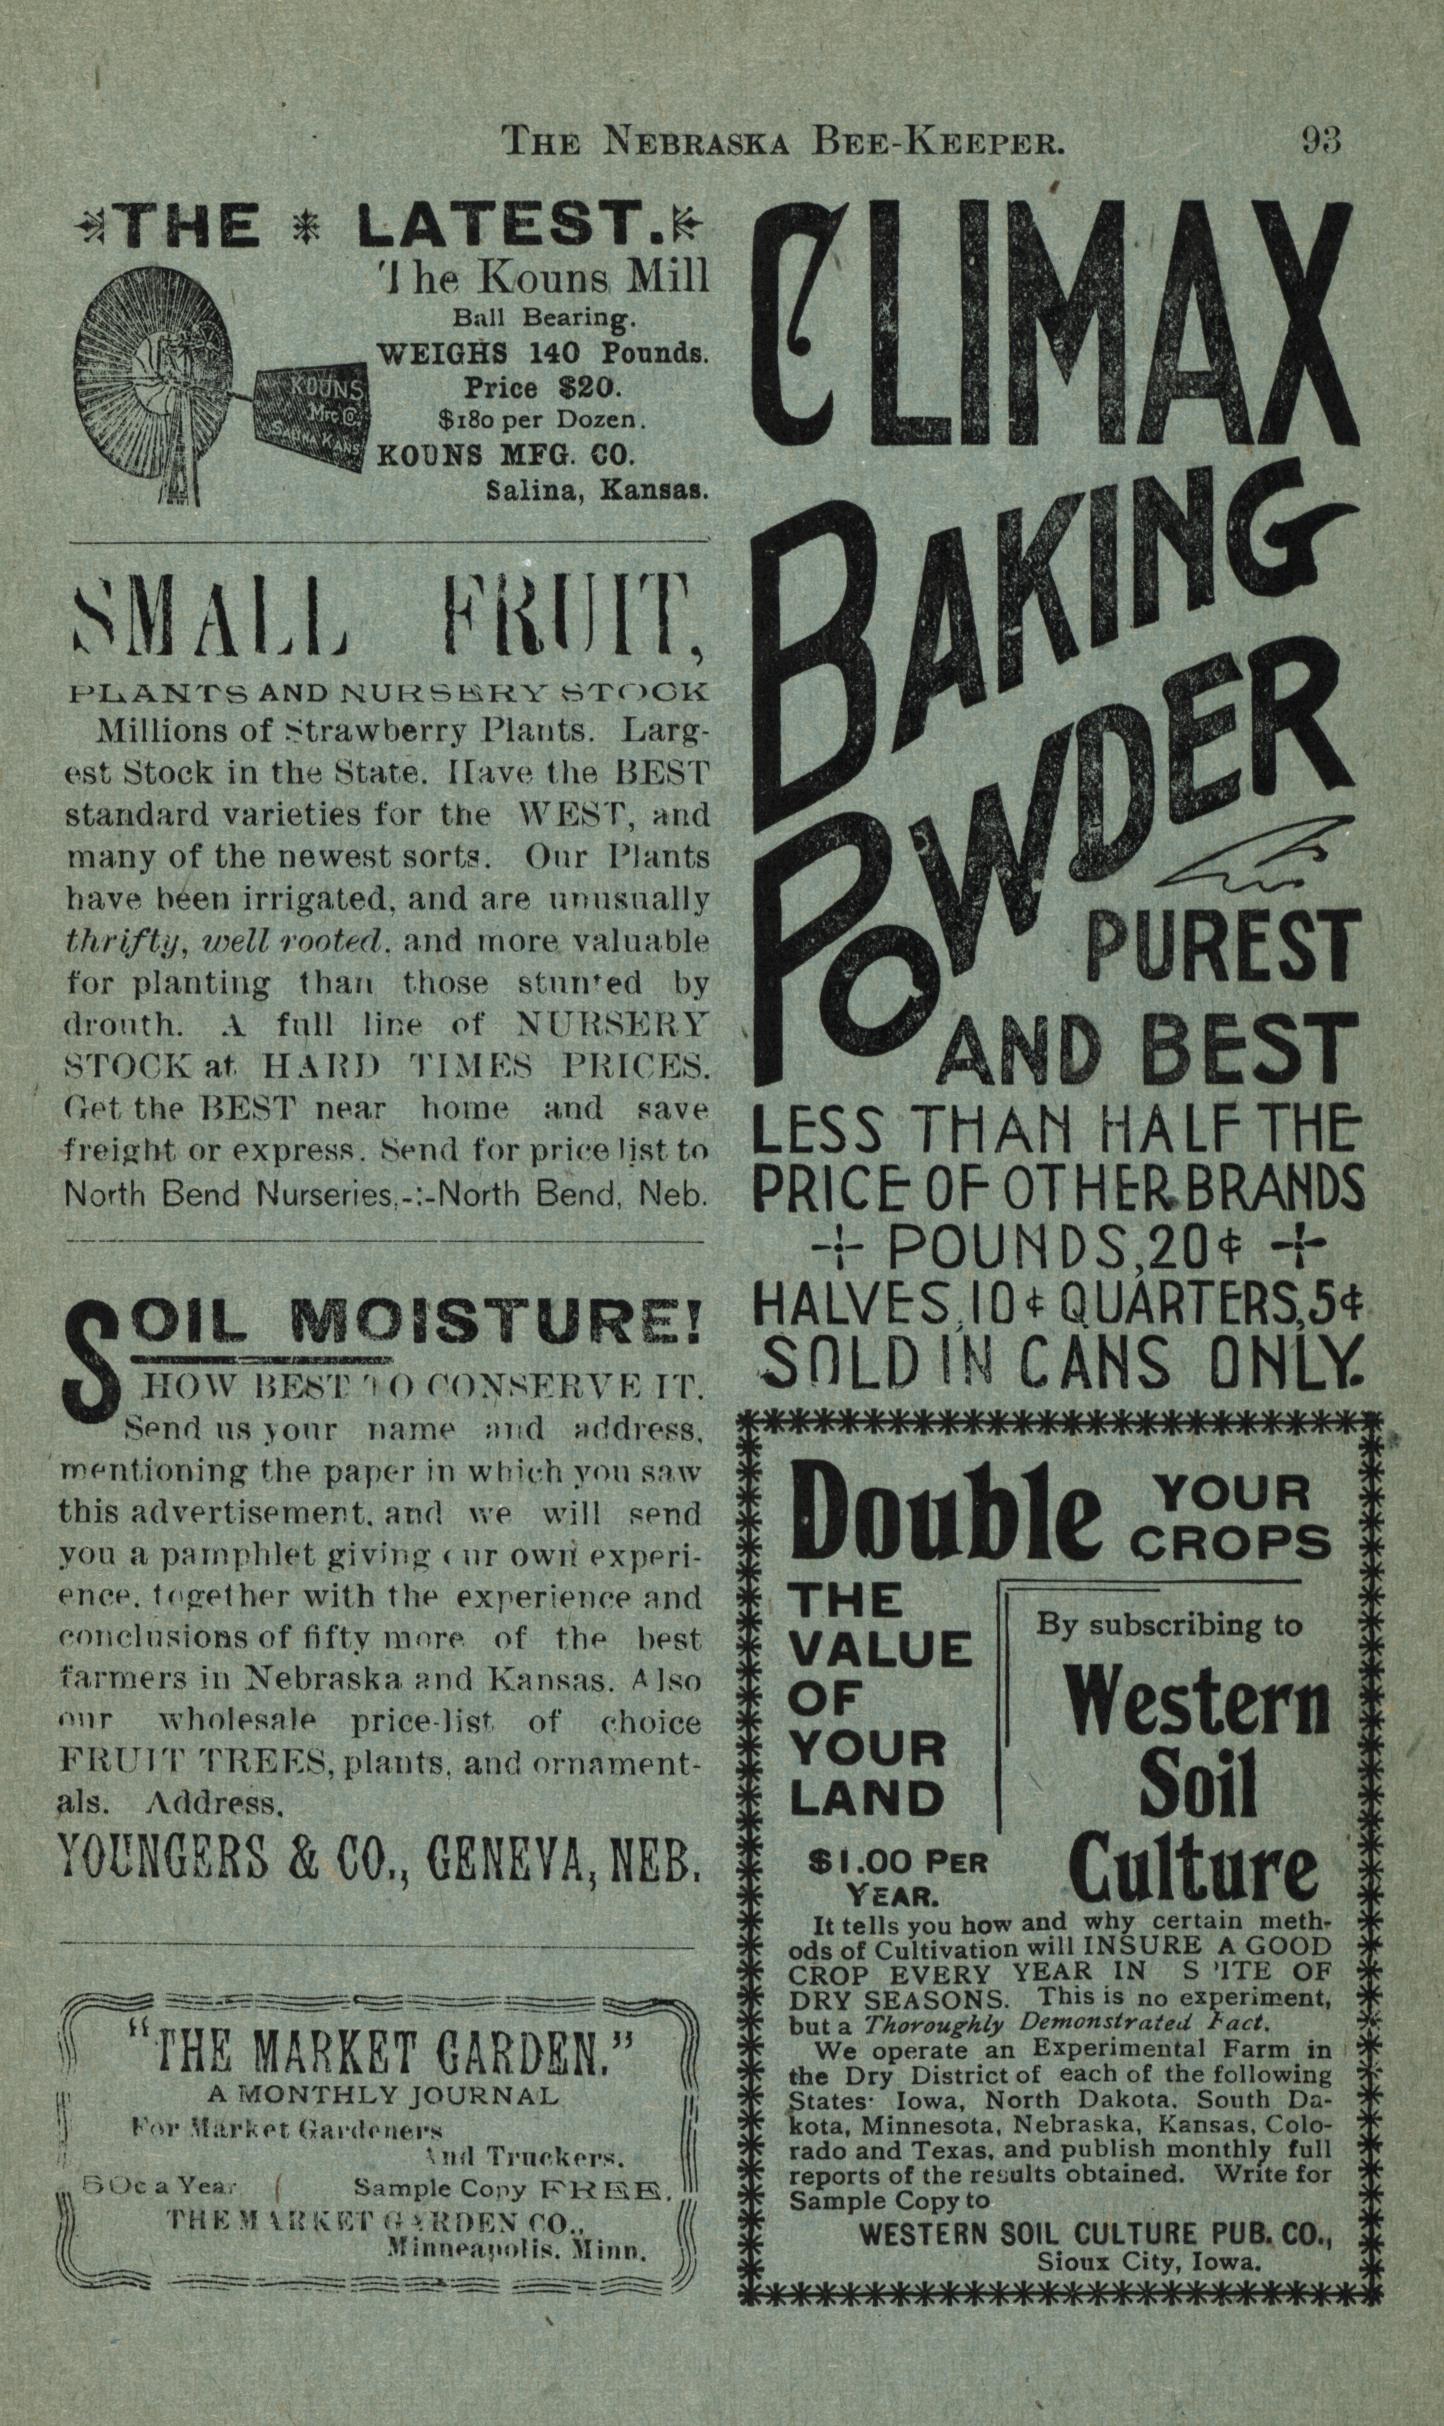 THE NEBRASKA BEE-KEEPER. 93
THE LATEST.
The Kouns Mill
Ball Bearing.
WEIGHS 140 Pounds.
Price $20.
$180 per Dozen.
KOUNS MFG. CO.
Salina, Kansas.
KOUNS
Mfg Co.
SALINA KAN
SMALL FRUIT,
PLANTS AND NURSERY STOCK
Millions of Strawberry Plants. Larg-
est Stock in the State. Have the BEST
standard varieties for the WEST, and
many of the newest sorts. Our Plants
have been irrigated, and are unusually
thrifty, well rooted, and more valuable
for planting than those stunted by
drouth. A full line of NURSERY
STOCK at HARD TIMES PRICES.
Get the BEST near home and save
freight or express. Send for price list to
North Bend Nurseries,-:-North Bend, Neb.
SOIL MOISTURE!
HOW BEST TO CONSERVE IT.
Send us your name and address,
mentioning the paper in which you saw
this advertisement, and we will send
you a pamphlet giving our own experi-
ence, together with the experience and
conclusions of fifty more of the best
farmers in Nebraska and Kansas. Also
our wholesale price-list of choice
FRUIT TREES, plants, and ornament-
als. Address,
YOUNGERS & CO., GENEVA, NEB.
"THE MARKET GARDEN."
A MONTHLY JOURNAL
For Market Gardeners
And Truckers.
50c a Year ( Sample Copy FREE.
THE MARKET GARDEN CO.,
Minneapolis, Minn.
CLIMAX
BAKING
POWDER
PUREST
AND BEST
LESS THAN HALF THE
PRICE OF OTHER BRANDS
POUNDS, 20¢
HALVES, 10¢ QUARTERS, 5¢
SOLD IN CANS ONLY.
Double YOUR
CROPS
THE
VALUE
OF
YOUR
LAND
$1.00 PER
YEAR.
By subscribing to
Western
Soil
Culture
It tells you how and why certain meth-
ods of Cultivation will INSURE A GOOD
CROP EVERY YEAR IN S'ITE OF
DRY SEASONS. This is no experiment,
but a Thoroughly Demonstrated Fact.
We operate an Experimental Farm in
the Dry District of each of the following
States: Iowa, North Dakota, South Da-
kota, Minnesota, Nebraska, Kansas, Colo-
rado and Texas, and publish monthly full
reports of the results obtained. Write for
Sample Copy to
WESTERN SOIL CULTURE PUB. CO.,
Sioux City, Iowa.